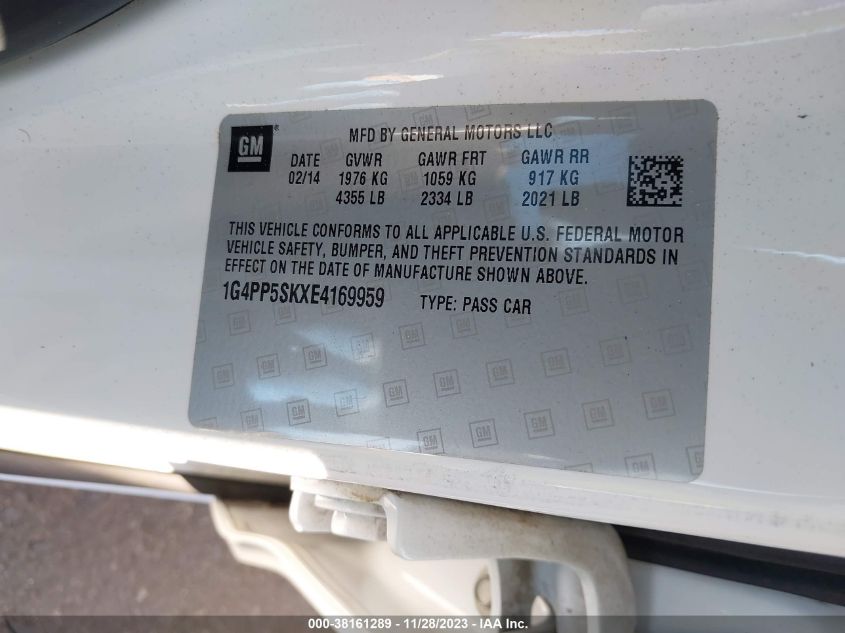 GM®
MFD BY GENERAL MOTORS LLC
DATE GVWR GAWR FRT GAWR RR
02/14 1976 KG 1059 KG 917 KG
4355 LB 2334 LB 2021 LB
THIS VEHICLE CONFORMS TO ALL APPLICABLE U.S. FEDERAL MOTOR
VEHICLE SAFETY, BUMPER, AND THEFT PREVENTION STANDARDS IN
EFFECT ON THE DATE OF MANUFACTURE SHOWN ABOVE.
1G4PP5SKXE4169959 TYPE: PASS CAR
000-38161289 - 11/28/2023 - IAA Inc.